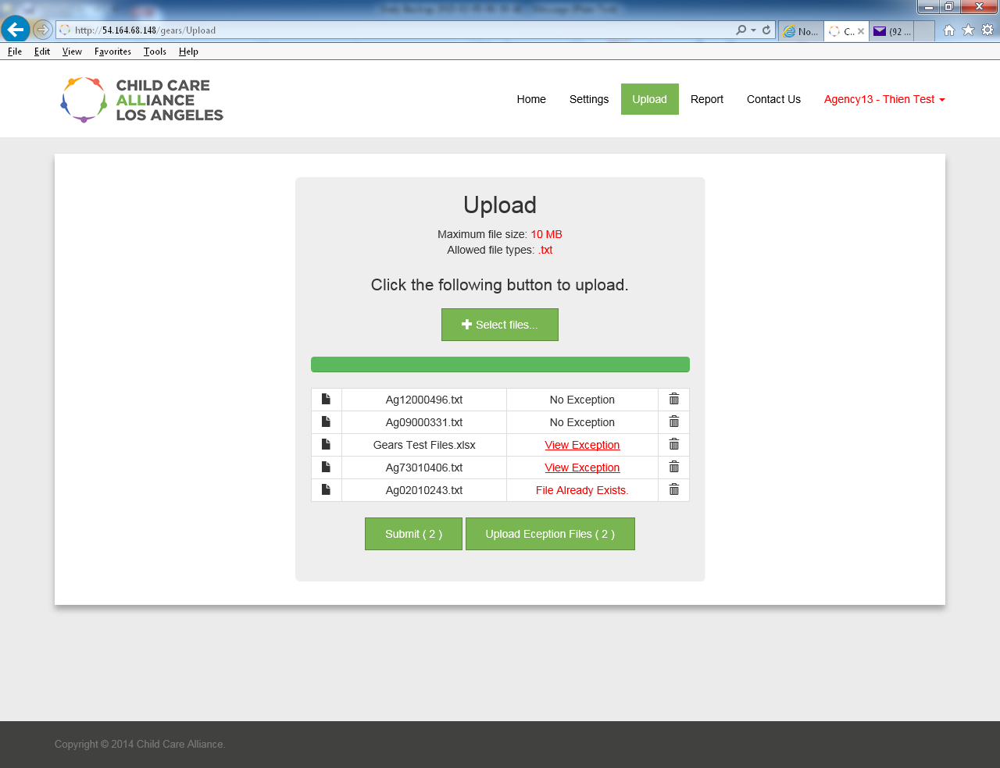 http://54.164.68.148/gears/Upload
No...
C...
(92 ...
File Edit View Favorites Tools Help
CHILD CARE
ALLIANCE
LOS ANGELES
Home Settings Upload Report Contact Us Agency13 - Thien Test
Upload
Maximum file size: 10 MB
Allowed file types: .txt
Click the following button to upload.
Select files...
Ag12000496.txt No Exception
Ag09000331.txt No Exception
Gears Test Files.xlsx View Exception
Ag73010406.txt View Exception
Ag02010243.txt File Already Exists.
Submit ( 2 ) Upload Eception Files ( 2 )
Copyright © 2014 Child Care Alliance.